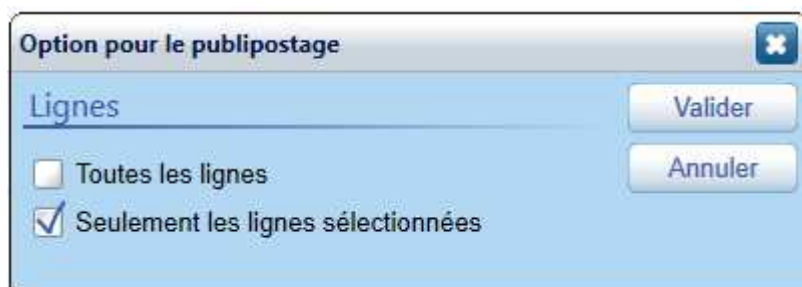 Option pour le publipostage
Lignes
Valider
Toutes les lignes
Annuler
Seulement les lignes sélectionnées